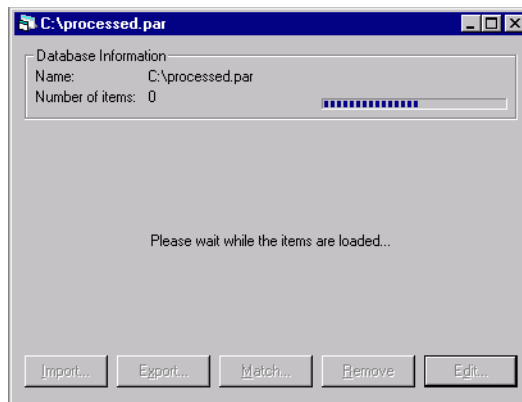 C:\processed.par
Database Information
Name: C:\processed.par
Number of items: 0
Please wait while the items are loaded...
Import... Export... Match... Remove Edit...